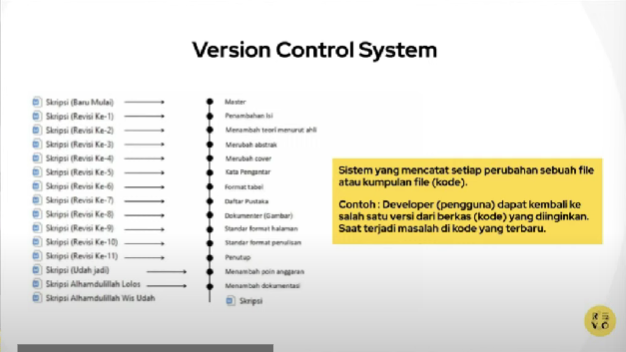 Version Control System
Skripsi (Baru Mulai)
Skripsi (Revisi Ke-1)
Skripsi (Revisi Ke-2)
Skripsi (Revisi Ke-3)
Skripsi (Revisi Ke-4)
Skripsi (Revisi Ke-5)
Skripsi (Revisi Ke-6)
Skripsi (Revisi Ke-7)
Skripsi (Revisi Ke-8)
Skripsi (Revisi Ke-9)
Skripsi (Revisi Ke-10)
Skripsi (Revisi Ke-11)
Skripsi (Udah jadi)
Skripsi Alhamdulillah Lolos
Skripsi Alhamdulillah Wis Udah
Master
Penambahan Isi
Menambah teori menurut ahli
Merubah abstrak
Merubah cover
Kata Pengantar
Format tabel
Daftar Pustaka
Dokumenter (Gambar)
Standar format halaman
Standar format penulisan
Penutup
Menambah poin anggaran
Menambah dokumentasi
Skripsi
Sistem yang mencatat setiap perubahan sebuah file
atau kumpulan file (kode).
Contoh : Developer (pengguna) dapat kembali ke
salah satu versi dari berkas (kode) yang diinginkan.
Saat terjadi masalah di kode yang terbaru.